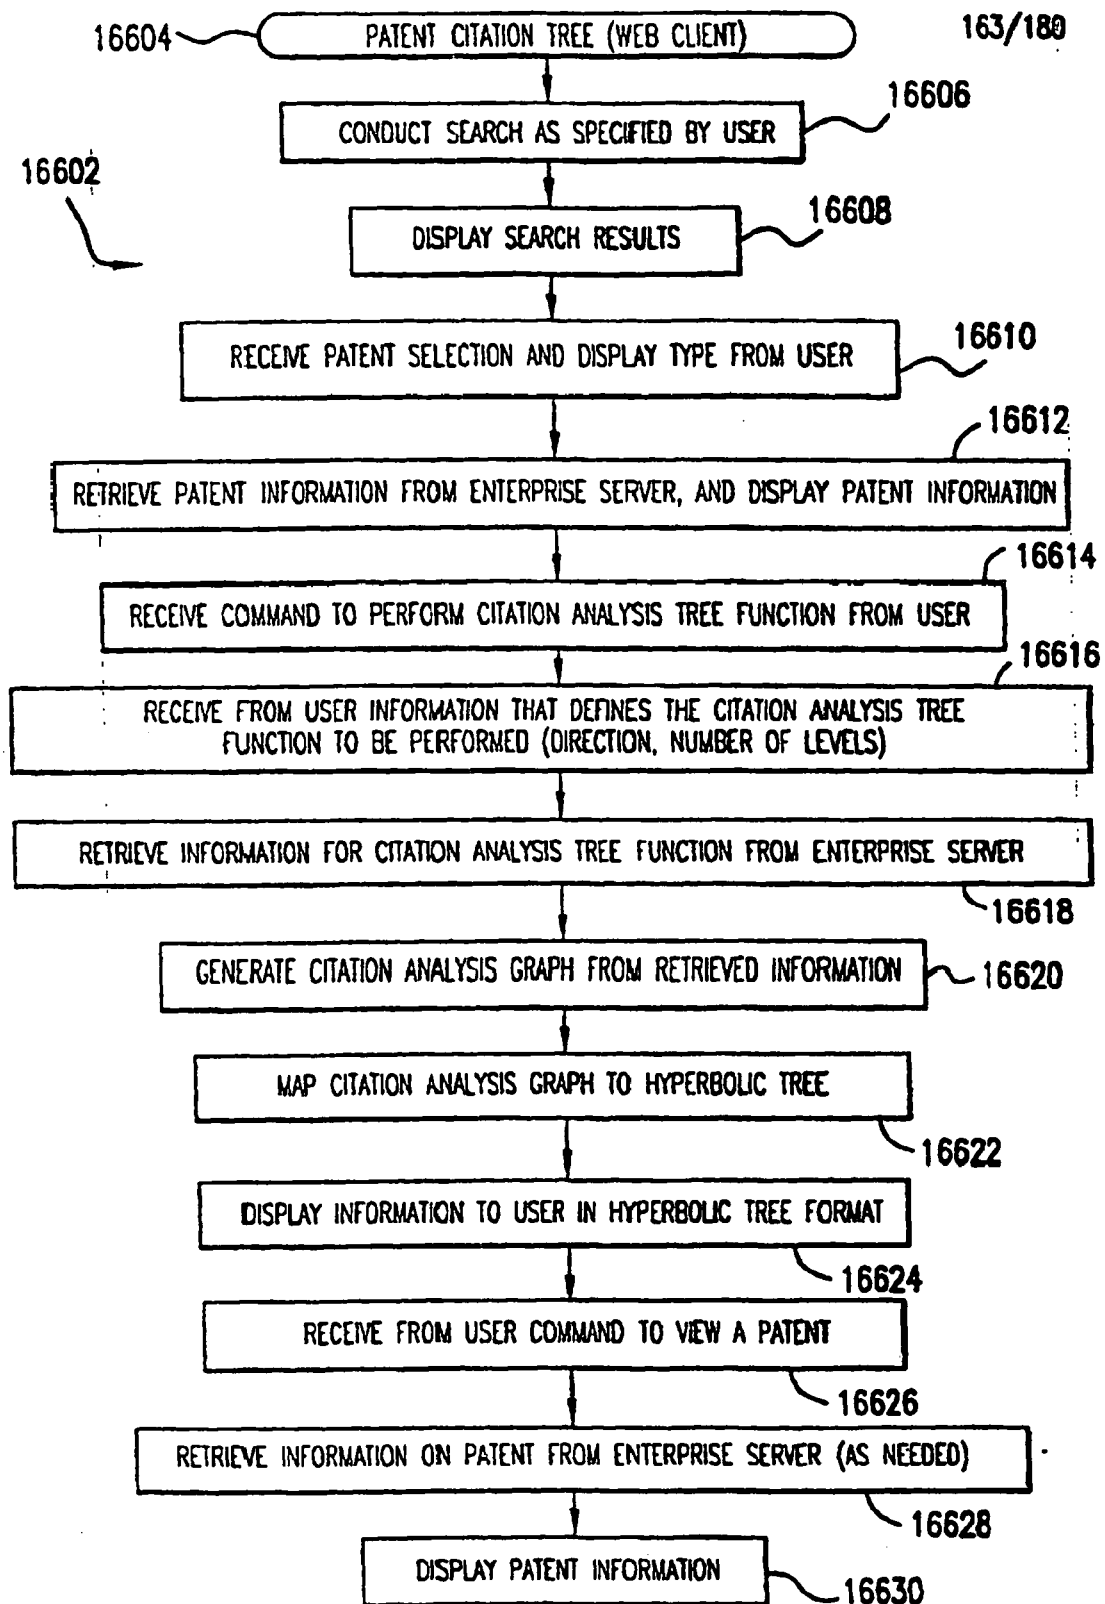 163/180
16604
PATENT CITATION TREE (WEB CLIENT)
16606
CONDUCT SEARCH AS SPECIFIED BY USER
16602
16608
DISPLAY SEARCH RESULTS
16610
RECEIVE PATENT SELECTION AND DISPLAY TYPE FROM USER
16612
RETRIEVE PATENT INFORMATION FROM ENTERPRISE SERVER, AND DISPLAY PATENT INFORMATION
16614
RECEIVE COMMAND TO PERFORM CITATION ANALYSIS TREE FUNCTION FROM USER
16616
RECEIVE FROM USER INFORMATION THAT DEFINES THE CITATION ANALYSIS TREE
FUNCTION TO BE PERFORMED (DIRECTION, NUMBER OF LEVELS)
RETRIEVE INFORMATION FOR CITATION ANALYSIS TREE FUNCTION FROM ENTERPRISE SERVER
16618
GENERATE CITATION ANALYSIS GRAPH FROM RETRIEVED INFORMATION
16620
MAP CITATION ANALYSIS GRAPH TO HYPERBOLIC TREE
16622
DISPLAY INFORMATION TO USER IN HYPERBOLIC TREE FORMAT
16624
RECEIVE FROM USER COMMAND TO VIEW A PATENT
16626
RETRIEVE INFORMATION ON PATENT FROM ENTERPRISE SERVER (AS NEEDED)
16628
DISPLAY PATENT INFORMATION
16630